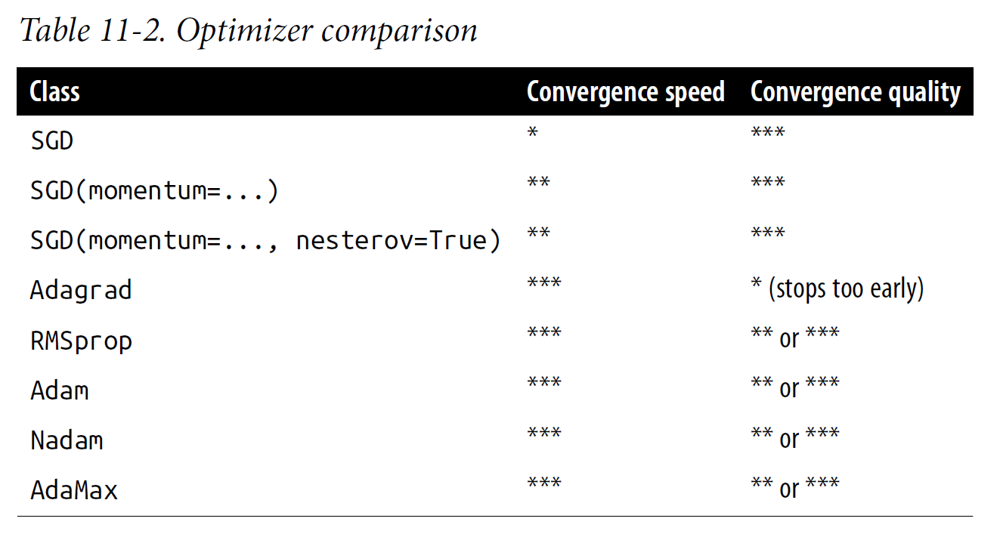 Table 11-2. Optimizer comparison
Class Convergence speed Convergence quality
SGD * ***
SGD(momentum=...) ** ***
SGD(momentum=..., nesterov=True) ** ***
Adagrad *** * (stops too early)
RMSprop *** ** or ***
Adam *** ** or ***
Nadam *** ** or ***
AdaMax *** ** or ***